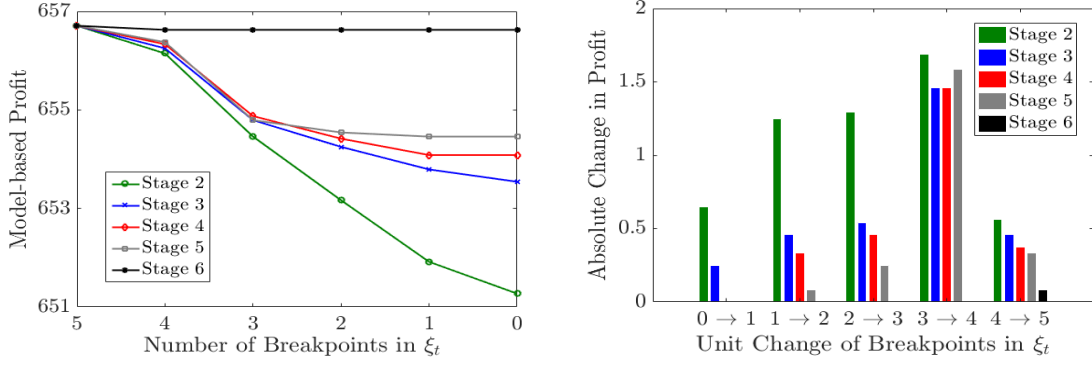 657
655
653
651
Model-based Profit
Stage 2
Stage 3
Stage 4
Stage 5
Stage 6
5 4 3 2 1 0
Number of Breakpoints in ξt
2
1.5
1
0.5
0
Absolute Change in Profit
Stage 2
Stage 3
Stage 4
Stage 5
Stage 6
0 → 1 1 → 2 2 → 3 3 → 4 4 → 5
Unit Change of Breakpoints in ξt